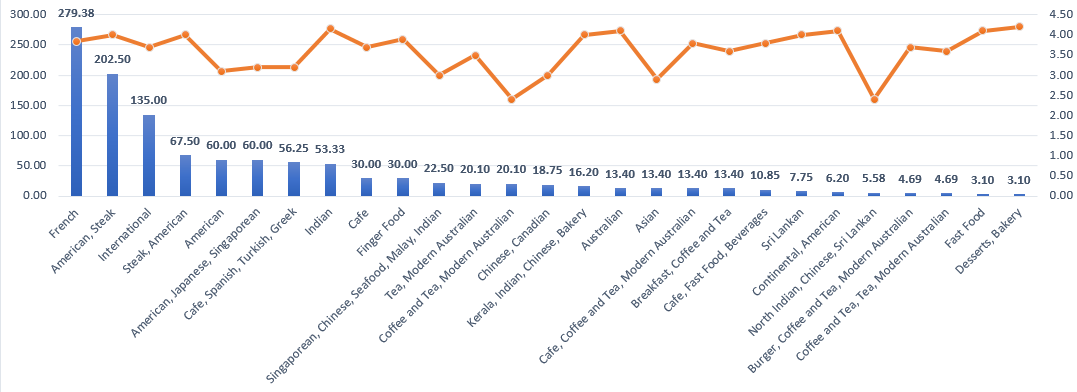 300.00
250.00
200.00
150.00
100.00
50.00
0.00
4.50
4.00
3.50
3.00
2.50
2.00
1.50
1.00
0.50
0.00
279.38
202.50
135.00
67.50
60.00
60.00
56.25
53.33
30.00
30.00
22.50
20.10
20.10
18.75
16.20
13.40
13.40
13.40
13.40
10.85
7.75
6.20
5.58
4.69
4.69
3.10
3.10
French
American, Steak
International
Steak, American
American
American, Japanese, Singaporean
Cafe, Spanish, Turkish, Greek
Indian
Cafe
Finger Food
Singaporean, Chinese, Seafood, Malay, Indian
Tea, Modern Australian
Coffee and Tea, Modern Australian
Chinese, Canadian
Kerala, Indian, Chinese, Bakery
Australian
Asian
Cafe, Coffee and Tea, Modern Australian
Breakfast, Coffee and Tea
Cafe, Fast Food, Beverages
Sri Lankan
Continental, American
North Indian, Chinese, Sri Lankan
Burger, Coffee and Tea, Modern Australian
Coffee and Tea, Tea, Modern Australian
Fast Food
Desserts, Bakery